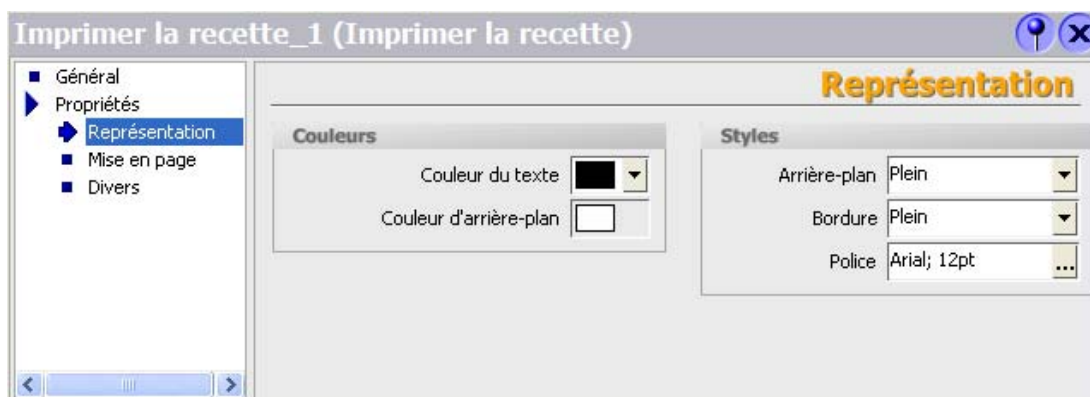 Imprimer la recette_1 (Imprimer la recette)
Général
Propriétés
Représentation
Mise en page
Divers
Représentation
Couleurs
Couleur du texte
Couleur d'arrière-plan
Styles
Arrière-plan Plein
Bordure Plein
Police Arial; 12pt ...